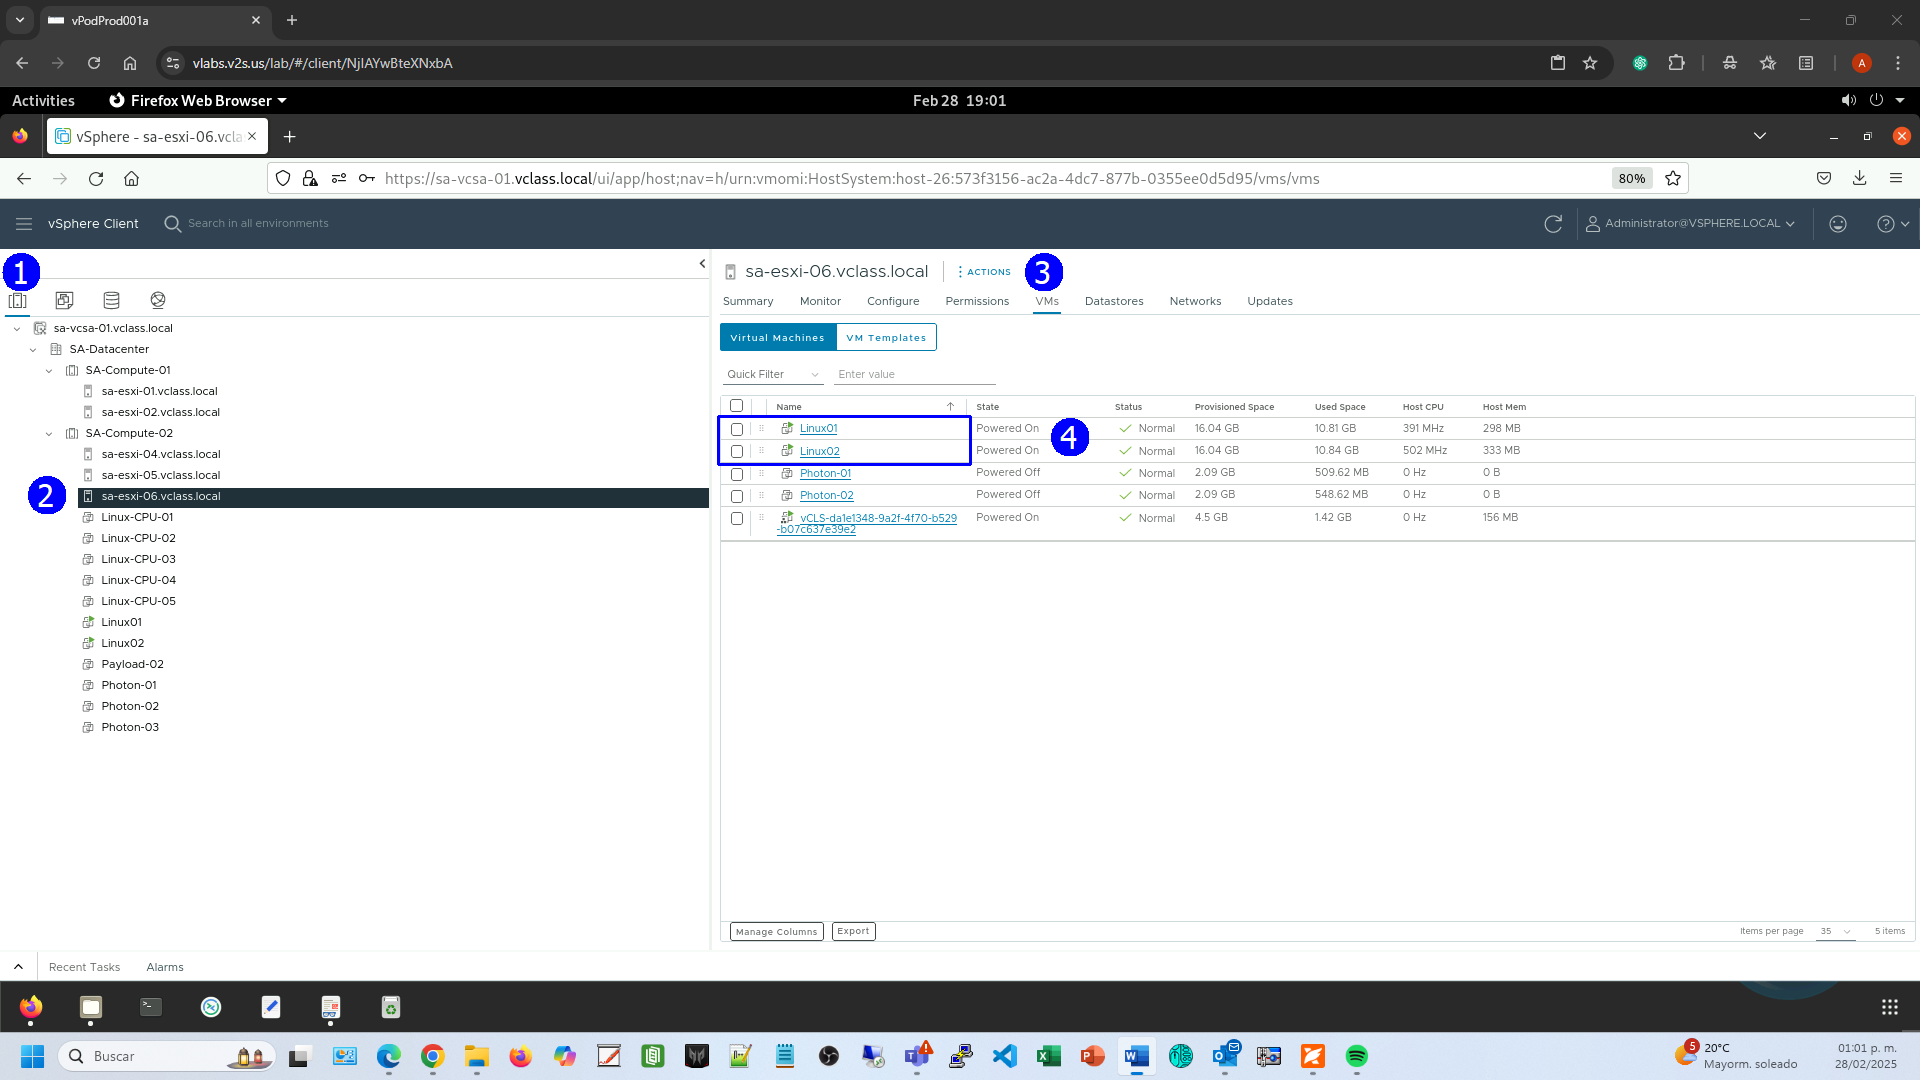 vPodProd001a
vlabs.v2s.us/lab/#/client/NjIAYwBteXNxbA
A
Activities
Firefox Web Browser
Feb 28 19:01
vSphere - sa-esxi-06.vcla
https://sa-vcsa-01.vclass.local/ui/app/host;nav=h/urn:vmomi:HostSystem:host-26:573f3156-ac2a-4dc7-877b-0355ee0d5d95/vms/vms
80%
vSphere Client
Search in all environments
Administrator@VSPHERE.LOCAL
1
sa-vcsa-01.vclass.local
SA-Datacenter
SA-Compute-01
sa-esxi-01.vclass.local
sa-esxi-02.vclass.local
SA-Compute-02
sa-esxi-04.vclass.local
sa-esxi-05.vclass.local
2
sa-esxi-06.vclass.local
Linux-CPU-01
Linux-CPU-02
Linux-CPU-03
Linux-CPU-04
Linux-CPU-05
Linux01
Linux02
Payload-02
Photon-01
Photon-02
Photon-03
sa-esxi-06.vclass.local
ACTIONS
3
Summary Monitor Configure Permissions VMs Datastores Networks Updates
Virtual Machines VM Templates
Quick Filter Enter value
Name State Status Provisioned Space Used Space Host CPU Host Mem
Linux01 Powered On Normal 16.04 GB 10.81 GB 391 MHz 298 MB
4
Linux02 Powered On Normal 16.04 GB 10.84 GB 502 MHz 333 MB
Photon-01 Powered Off Normal 2.09 GB 509.62 MB 0 Hz 0 B
Photon-02 Powered Off Normal 2.09 GB 548.62 MB 0 Hz 0 B
vCLS-da1e1348-9a2f-4f70-b529 Powered On Normal 4.5 GB 1.42 GB 0 Hz 156 MB
-b07c637e39e2
Manage Columns Export
Items per page 35 5 items
Recent Tasks Alarms
Buscar
5
20°C
Mayorm. soleado
01:01 p. m.
28/02/2025